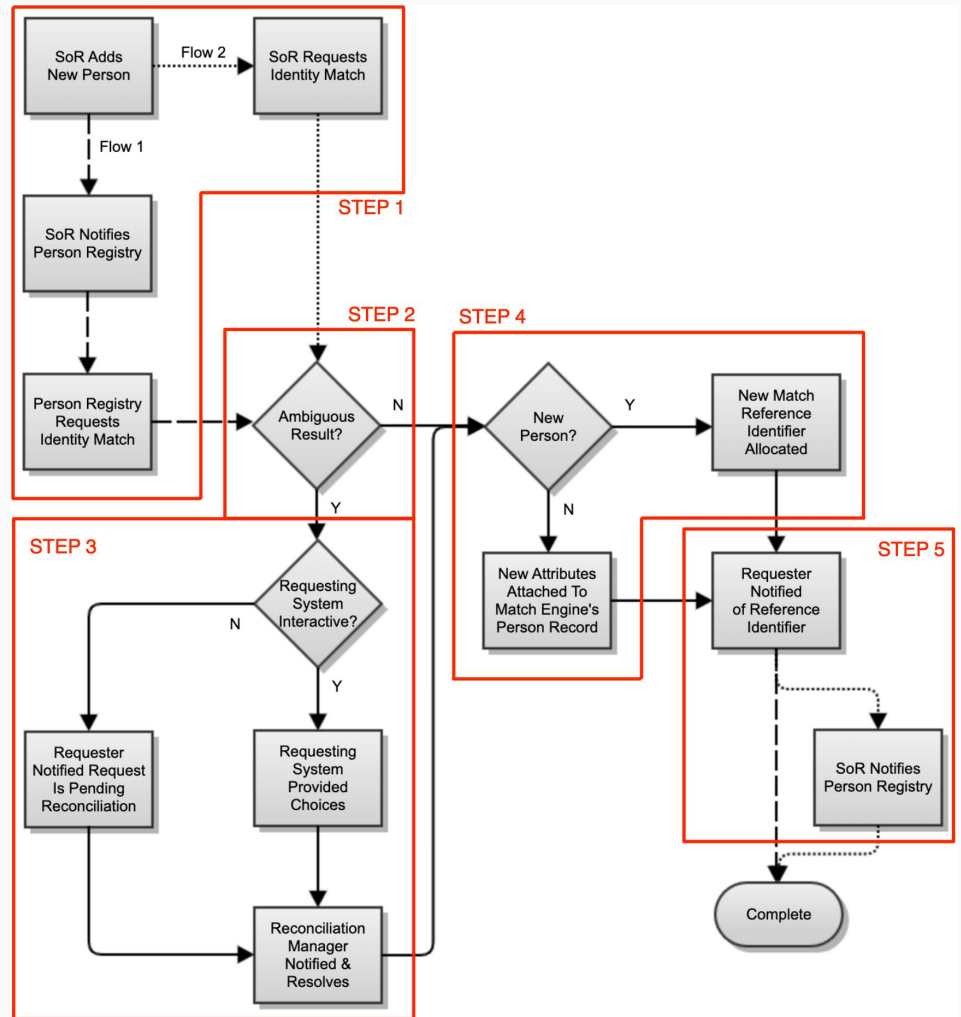 SoR Adds
New Person
Flow 2
SoR Requests
Identity Match
Flow 1
STEP 1
SoR Notifies
Person Registry
Person Registry
Requests
Identity Match
STEP 2
Ambiguous
Result?
N
Y
STEP 3
Requesting
System
Interactive?
N
Y
Requester
Notified Request
Is Pending
Reconciliation
Requesting
System
Provided
Choices
Reconciliation
Manager
Notified &
Resolves
STEP 4
New
Person?
Y
New Match
Reference
Identifier
Allocated
N
New Attributes
Attached To
Match Engine's
Person Record
STEP 5
Requester
Notified
of Reference
Identifier
SoR Notifies
Person Registry
Complete